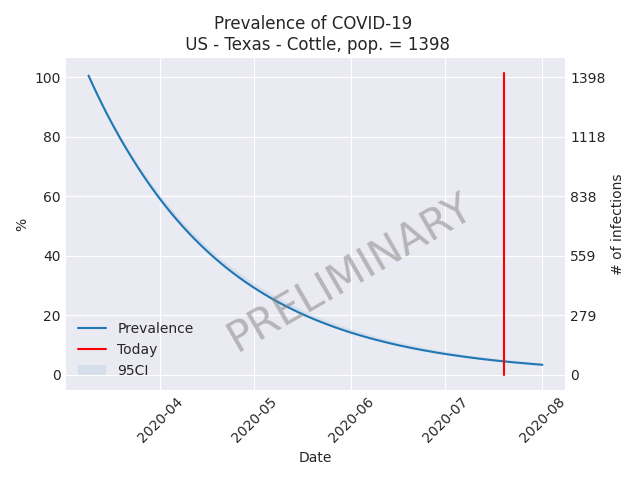 Prevalence of COVID-19
US - Texas - Cottle, pop. = 1398
100
80
60
40
20
0
%
1398
1118
838
559
279
0
# of infections
PRELIMINARY
Prevalence
Today
95CI
2020-04
2020-05
2020-06
2020-07
2020-08
Date